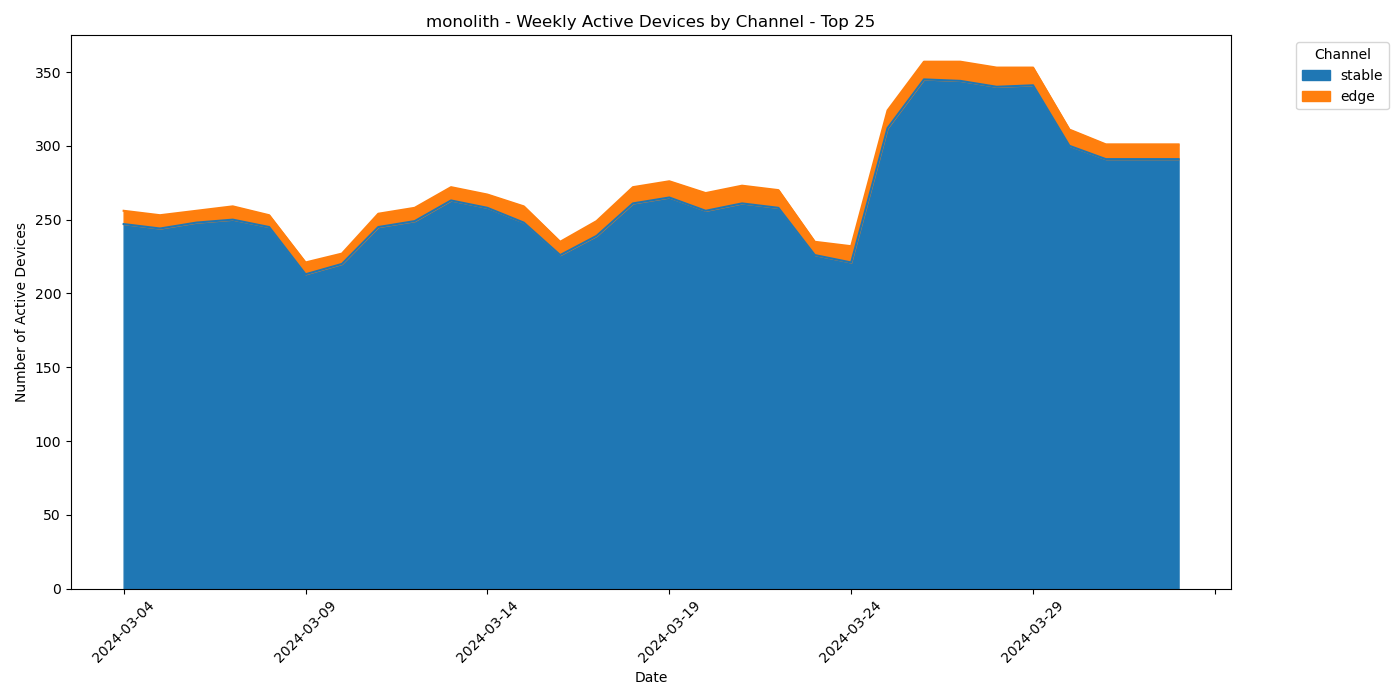 monolith - Weekly Active Devices by Channel - Top 25
Channel
stable
edge
Number of Active Devices
350
300
250
200
150
100
50
0
2024-03-04
2024-03-09
2024-03-14
2024-03-19
2024-03-24
2024-03-29
Date